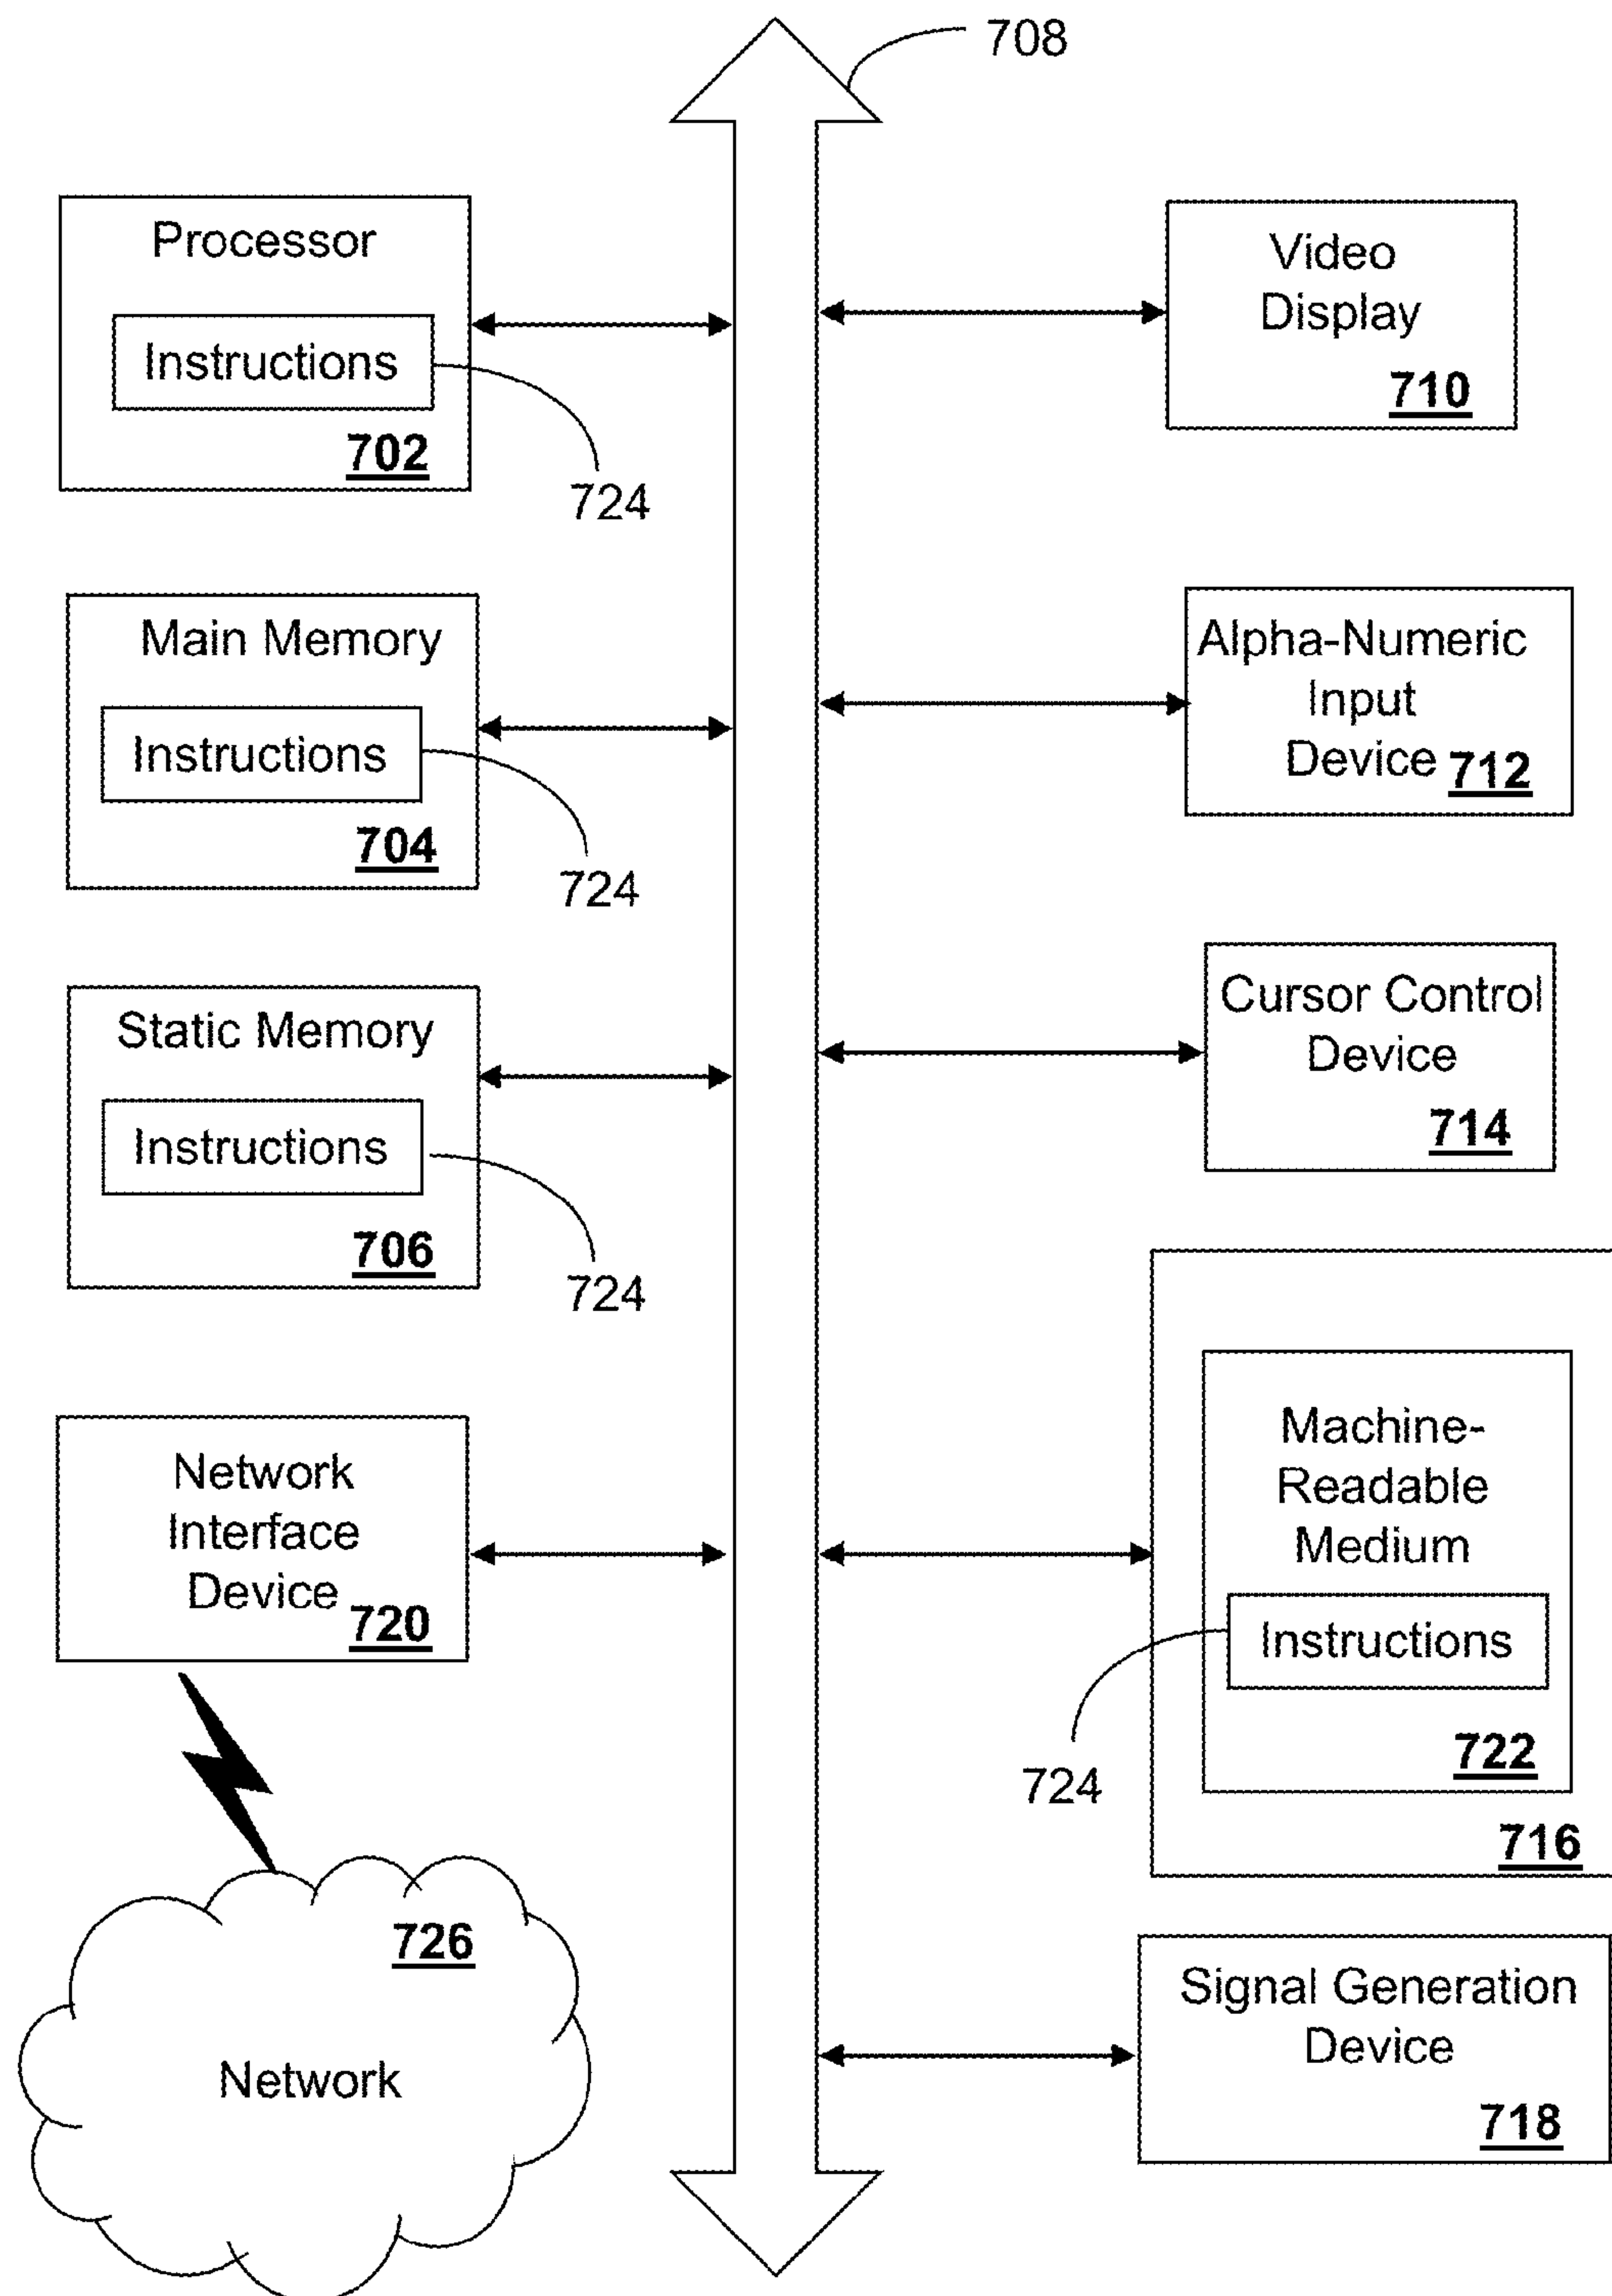 708
Processor
Instructions
702
724
Main Memory
Instructions
704
724
Static Memory
Instructions
706
724
Network
Interface
Device
720
726
Network
Video
Display
710
Alpha-Numeric
Input
Device 712
Cursor Control
Device
714
Machine-
Readable
Medium
Instructions
724
722
716
Signal Generation
Device
718